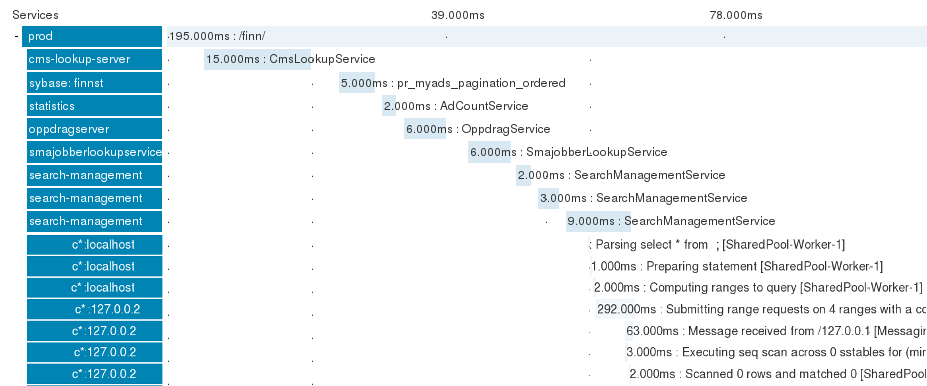 Services 39.000ms 78.000ms
- prod 195.000ms : /finn/
cms-lookup-server 15.000ms : CmsLookupService
sybase: finnst 5.000ms : pr_myads_pagination_ordered
statistics 2.000ms : AdCountService
oppdragserver 6.000ms : OppdragService
smajobberlookupservice 6.000ms : SmajobberLookupService
search-management 2.000ms : SearchManagementService
search-management 3.000ms : SearchManagementService
search-management 9.000ms : SearchManagementService
c*:localhost : Parsing select * from ; [SharedPool-Worker-1]
c*:localhost 1.000ms : Preparing statement [SharedPool-Worker-1]
c*:localhost 2.000ms : Computing ranges to query [SharedPool-Worker-1]
c* :127.0.0.2 292.000ms : Submitting range requests on 4 ranges with a co
c*:127.0.0.2 63.000ms : Message received from /127.0.0.1 [Messagin
c*:127.0.0.2 3.000ms : Executing seq scan across 0 sstables for (min
c*:127.0.0.2 2.000ms : Scanned 0 rows and matched 0 [SharedPool